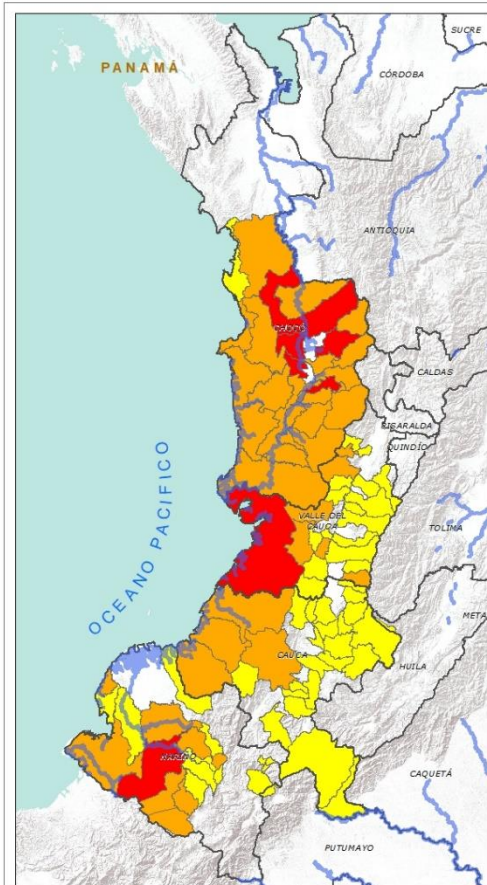 SUCRE
PANAMÁ
CÓRDOBA
ANTIOQUIA
CHOCÓ
CALDAS
RISARALDA
QUINDÍO
OCEANO PACIFICO
VALLE DEL
CAUCA
TOLIMA
META
CAUCA
HUILA
NARIÑO
CAQUETÁ
PUTUMAYO